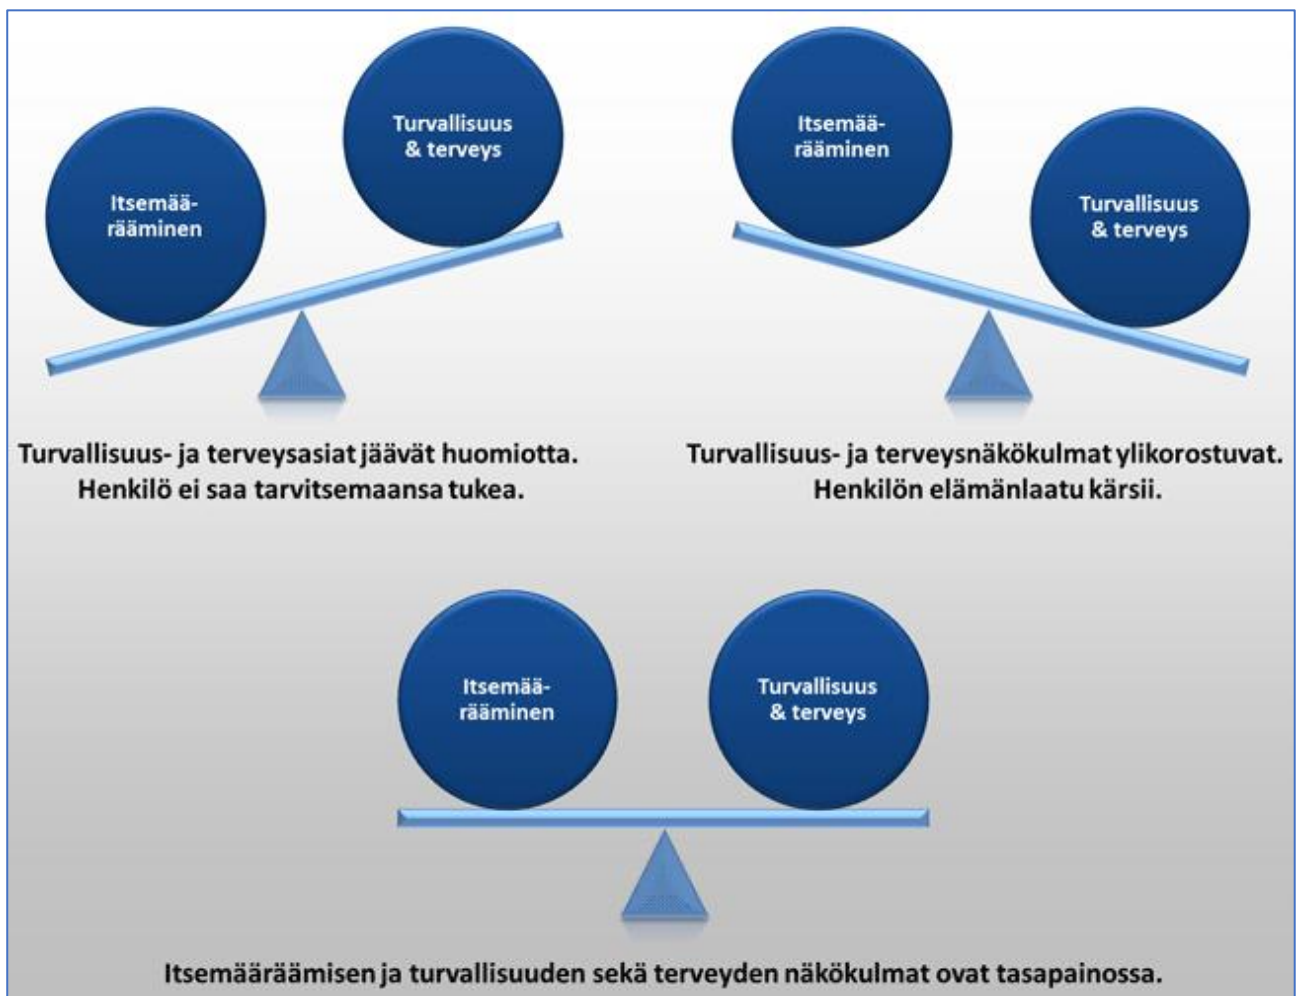 Itsemää-
rääminen
Turvallisuus
& terveys
Turvallisuus- ja terveysasiat jäävät huomiotta.
Henkilö ei saa tarvitsemaansa tukea.
Itsemää-
rääminen
Turvallisuus
& terveys
Turvallisuus- ja terveysnäkökulmat ylikorostuvat.
Henkilön elämänlaatu kärsii.
Itsemää-
rääminen
Turvallisuus
& terveys
Itsemääräämisen ja turvallisuuden sekä terveyden näkökulmat ovat tasapainossa.